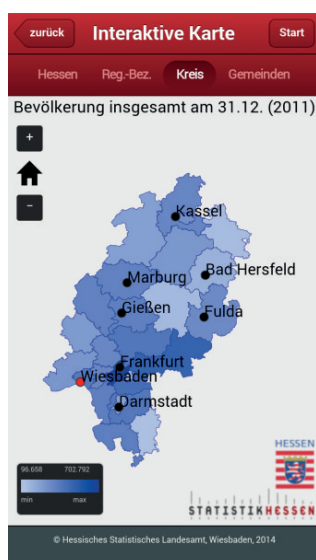 zurück Interaktive Karte Start
Hessen Reg.-Bez. Kreis Gemeinden
Bevölkerung insgesamt am 31.12. (2011)
+
-
Kassel
Bad Hersfeld
Marburg
Gießen
Fulda
Frankfurt
Wiesbaden
Darmstadt
96.658 702.792
min max
HESSEN
STATISTIKHESSEN
© Hessisches Statistisches Landesamt, Wiesbaden, 2014